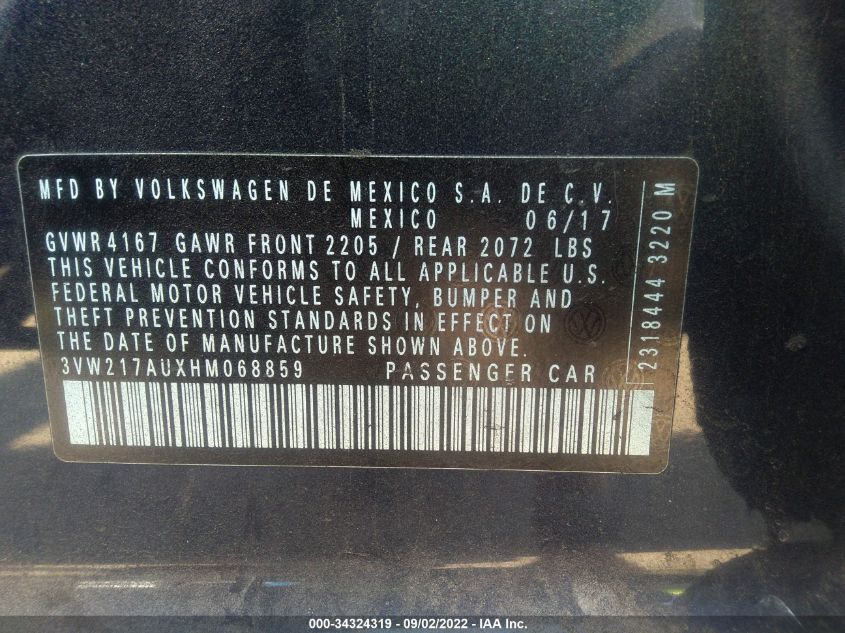 MFD BY VOLKSWAGEN DE MEXICO S.A. DE C.V.
MEXICO 06/17
GVWR4167 GAWR FRONT 2205 / REAR 2072 LBS
THIS VEHICLE CONFORMS TO ALL APPLICABLE U.S.
FEDERAL MOTOR VEHICLE SAFETY, BUMPER AND
THEFT PREVENTION STANDARDS IN EFFECT ON
THE DATE OF MANUFACTURE SHOWN ABOVE.
3VW217AUXHM068859 PASSENGER CAR
2318444 3220 M
000-34324319 - 09/02/2022 - IAA Inc.